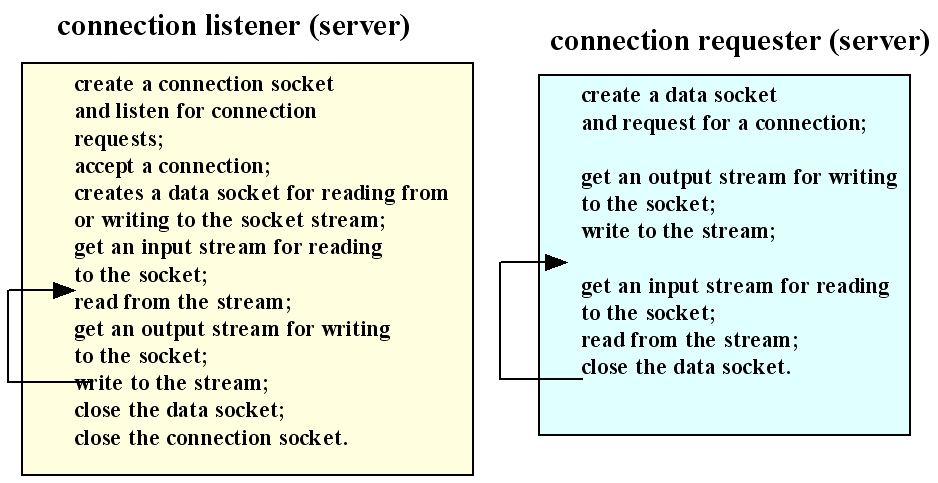 connection listener (server)
create a connection socket
and listen for connection
requests;
accept a connection;
creates a data socket for reading from
or writing to the socket stream;
get an input stream for reading
to the socket;
read from the stream;
get an output stream for writing
to the socket;
write to the stream;
close the data socket;
close the connection socket.
connection requester (server)
create a data socket
and request for a connection;
get an output stream for writing
to the socket;
write to the stream;
get an input stream for reading
to the socket;
read from the stream;
close the data socket.